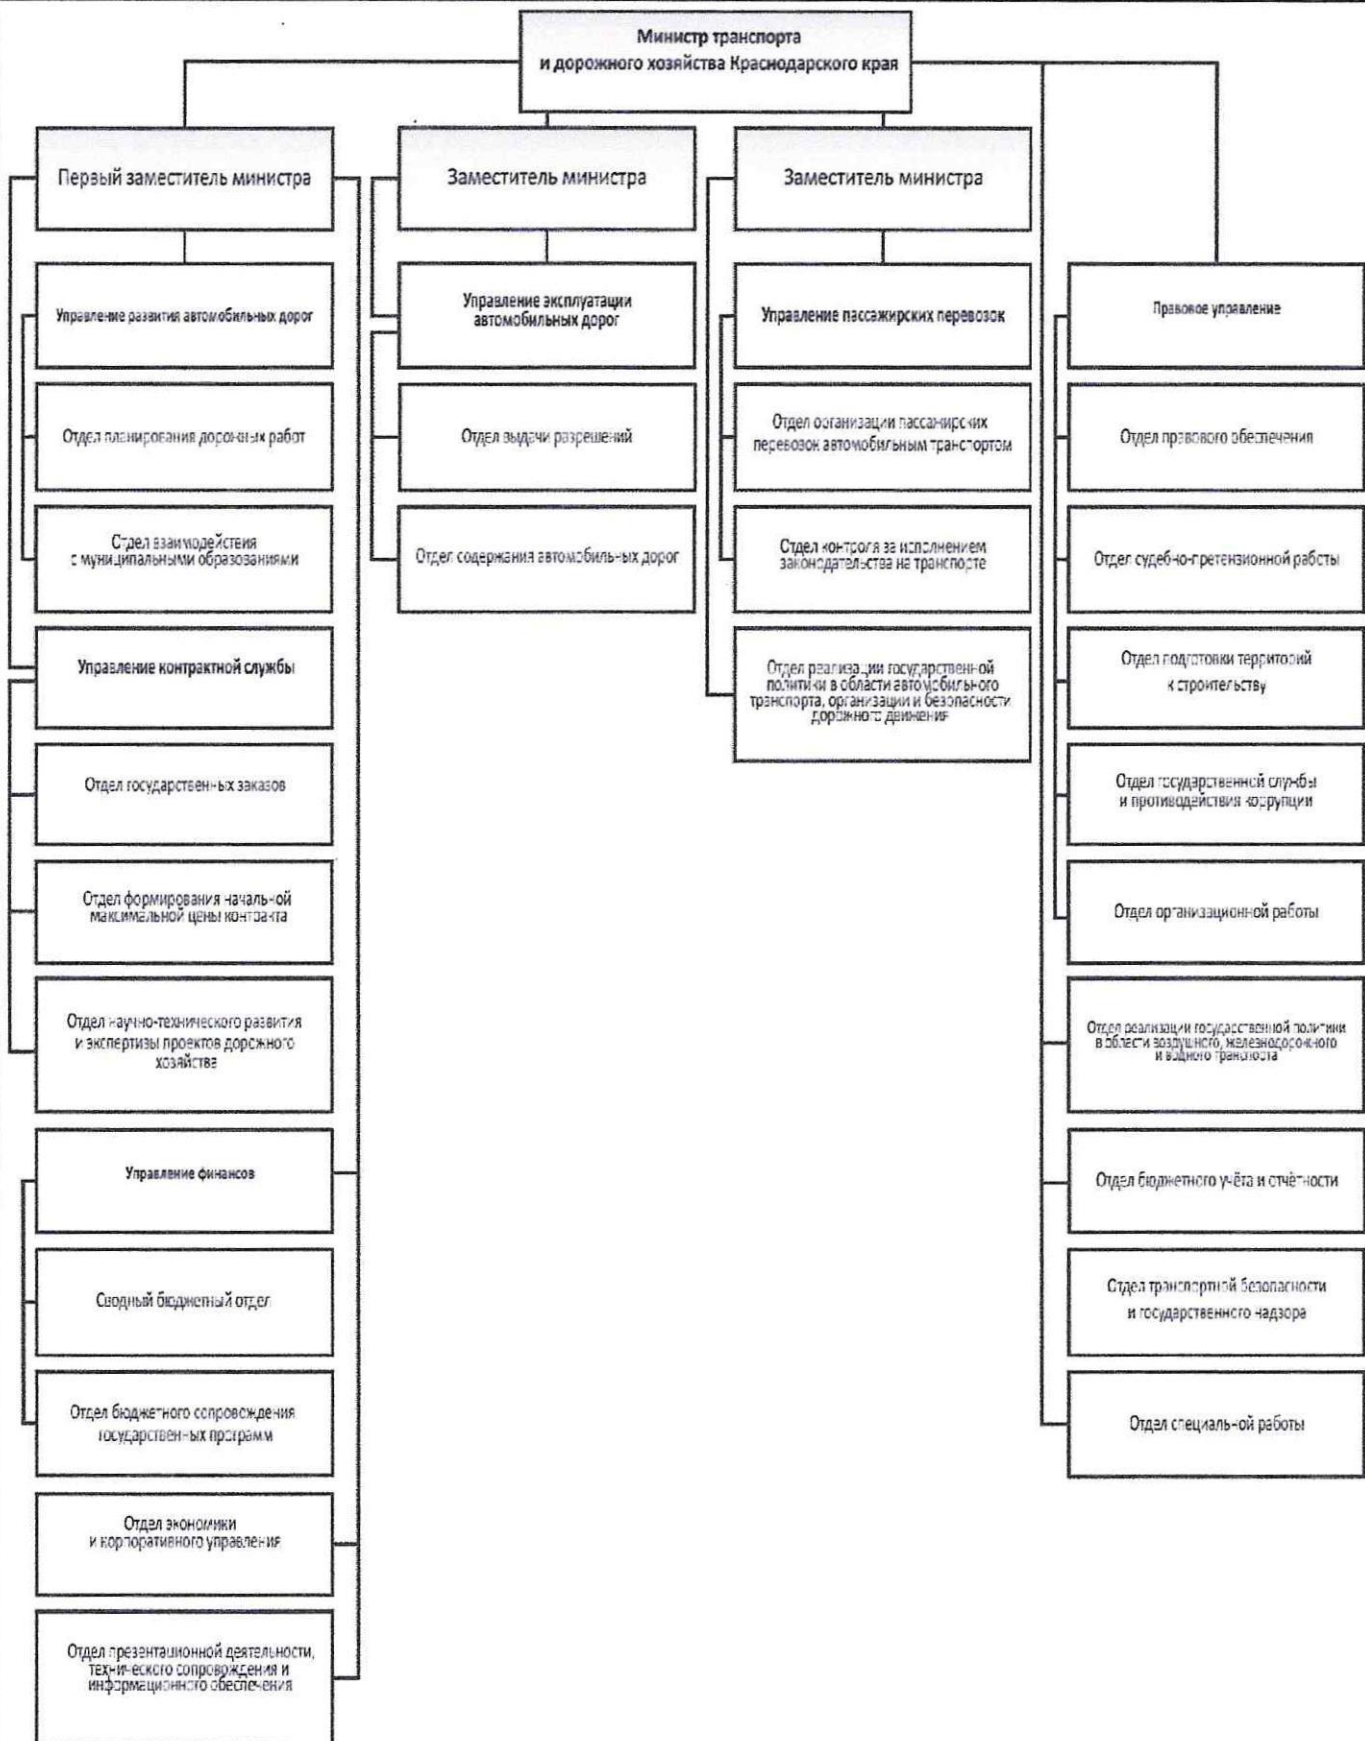 Министр транспорта
и дорожного хозяйства Краснодарского края
Первый заместитель министра
Заместитель министра
Заместитель министра
Управление развития автомобильных дорог
Отдел планирования дорожных работ
Отдел взаимодействия
с муниципальными образованиями
Управление контрактной службы
Отдел государственных заказов
Отдел формирования начальной
максимальной цены контракта
Отдел научно-технического развития
и экспертизы проектов дорожного
хозяйства
Управление финансов
Сводный бюджетный отдел
Отдел бюджетного сопровождения
государственных программ
Отдел экономики
и корпоративного управления
Отдел презентационной деятельности,
технического сопровождения и
информационного обеспечения
Управление эксплуатации
автомобильных дорог
Отдел выдачи разрешений
Отдел содержания автомобильных дорог
Управление пассажирских перевозок
Отдел организации пассажирских
перевозок автомобильным транспортом
Отдел контроля за исполнением
законодательства на транспорте
Отдел реализации государственной
политики в области автомобильного
транспорта, организации и безопасности
дорожного движения
Правовое управление
Отдел правового обеспечения
Отдел судебно-претензионной работы
Отдел подготовки территорий
к строительству
Отдел государственной службы
и противодействия коррупции
Отдел организационной работы
Отдел реализации государственной политики
в области воздушного, железнодорожного
и водного транспорта
Отдел бюджетного учёта и отчётности
Отдел транспортной безопасности
и государственного надзора
Отдел специальной работы